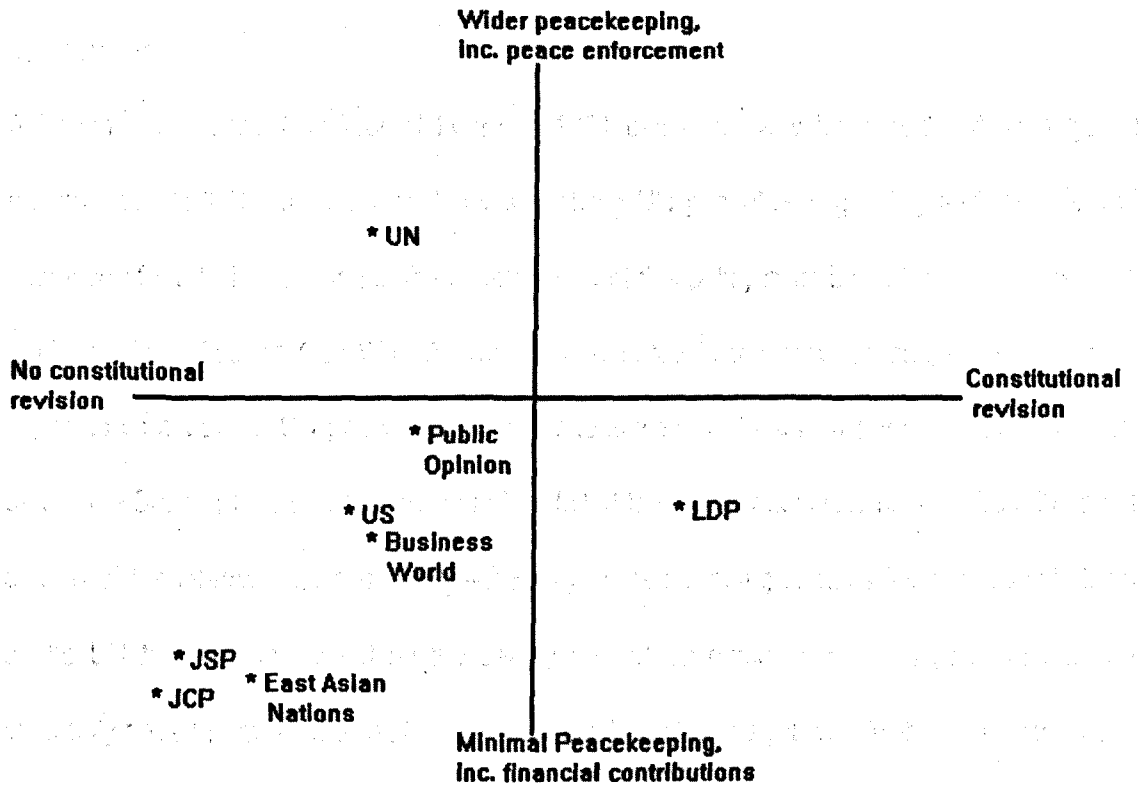 Wider peacekeeping,
inc. peace enforcement
* UN
No constitutional
revision
Constitutional
revision
* Public
Opinion
* US
* LDP
* Business
World
* JSP
* JCP
* East Asian
Nations
Minimal Peacekeeping,
inc. financial contributions